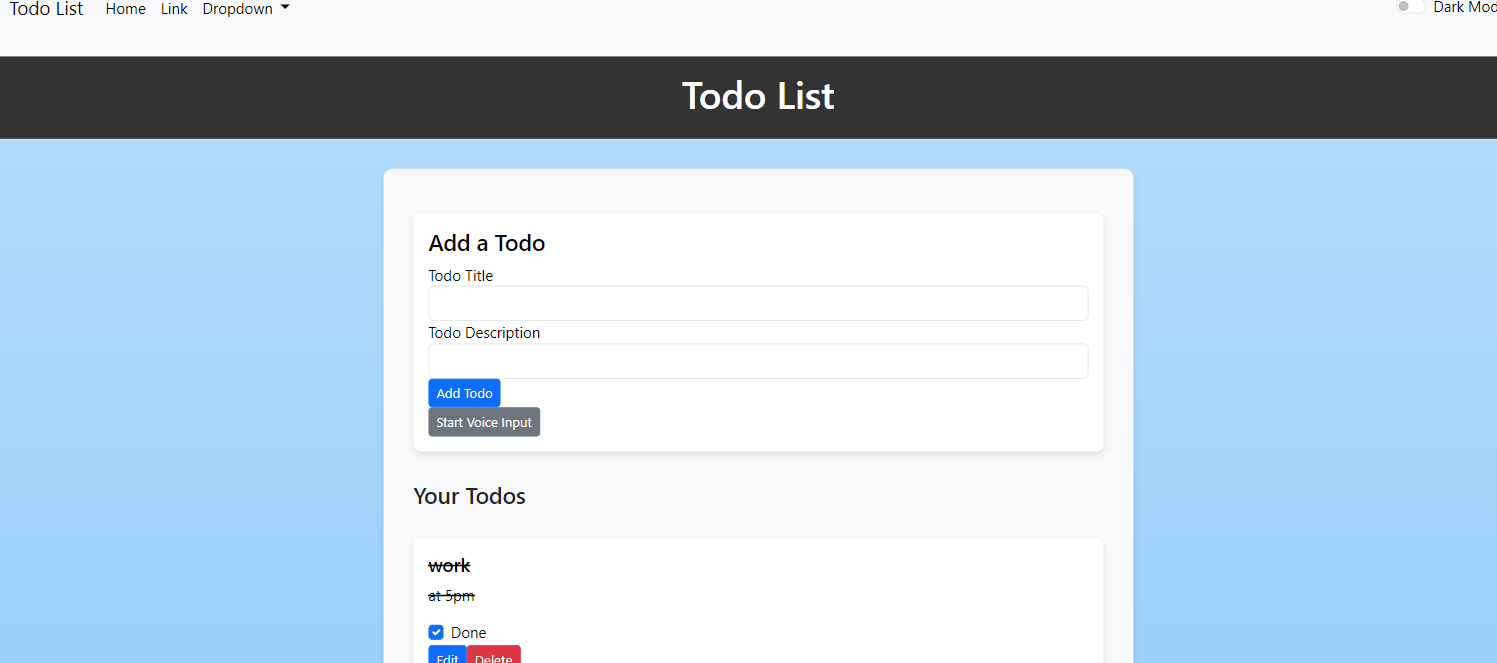 Todo List Home Link Dropdown Dark Mod
Todo List
Add a Todo
Todo Title
Todo Description
Add Todo
Start Voice Input
Your Todos
work
at 5pm
Done
Edit Delete